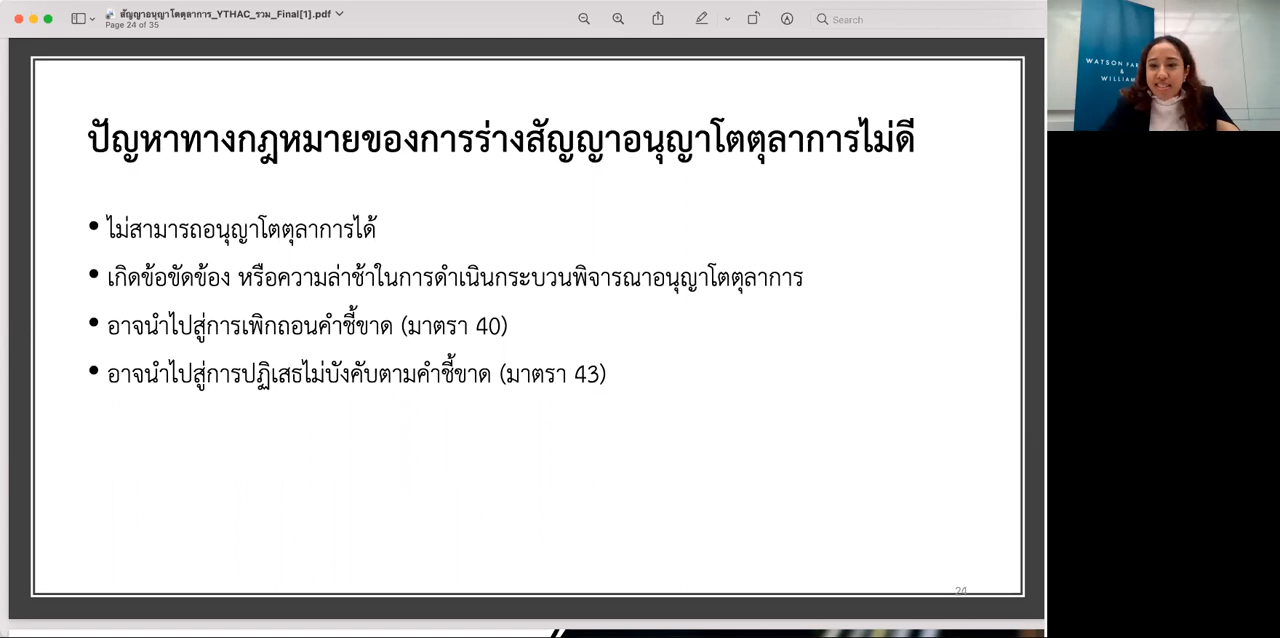 สัญญาอนุญาโตตุลาการ_YTHAC_รวม_Final[1].pdf
Page 24 of 35
Search
WATSON
&
WILLIAM
ปัญหาทางกฎหมายของการร่างสัญญาอนุญาโตตุลาการไม่ดี
• ไม่สามารถอนุญาโตตุลาการได้
• เกิดข้อขัดข้อง หรือความล่าช้าในการดำเนินกระบวนพิจารณาอนุญาโตตุลาการ
• อาจนำไปสู่การเพิกถอนคำชี้ขาด (มาตรา 40)
• อาจนำไปสู่การปฏิเสธไม่บังคับตามคำชี้ขาด (มาตรา 43)
24